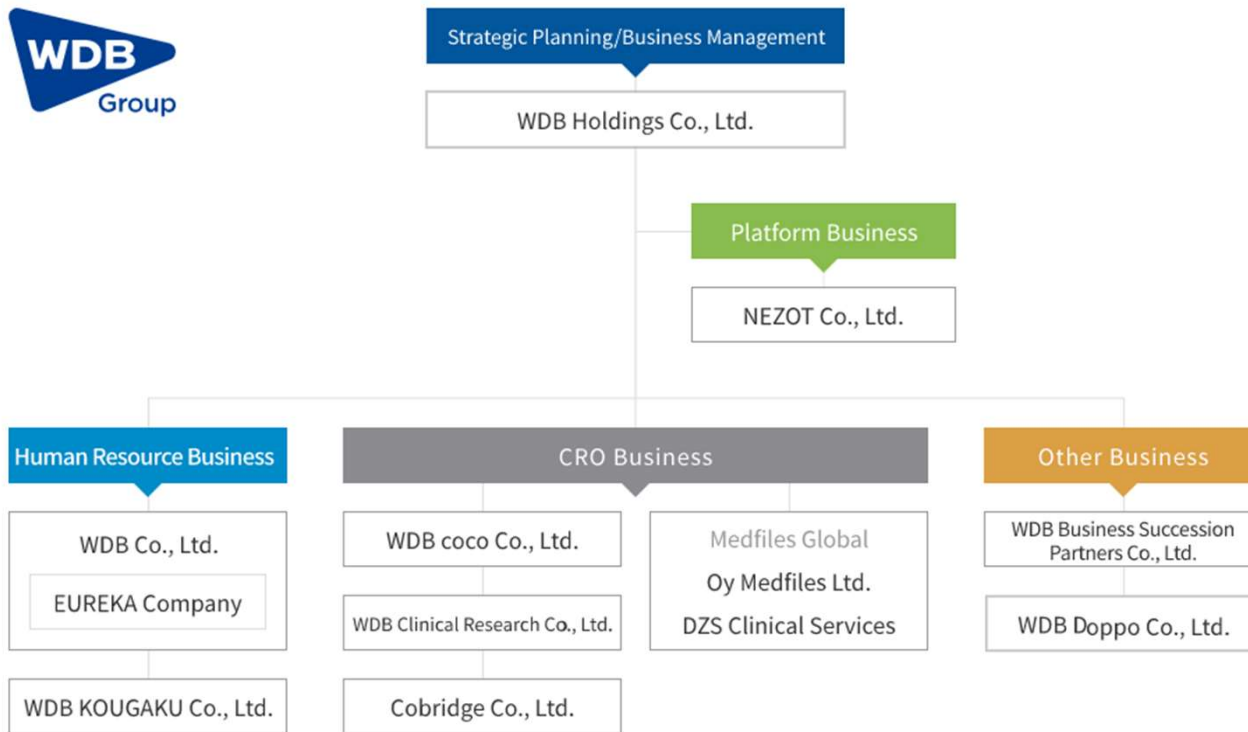 WDB
Group
Strategic Planning/Business Management
WDB Holdings Co., Ltd.
Platform Business
NEZOT Co., Ltd.
Human Resource Business
WDB Co., Ltd.
EUREKA Company
WDB KOUGAKU Co., Ltd.
CRO Business
WDB coco Co., Ltd.
WDB Clinical Research Co., Ltd.
Cobridge Co., Ltd.
Medfiles Global
Oy Medfiles Ltd.
DZS Clinical Services
Other Business
WDB Business Succession
Partners Co., Ltd.
WDB Doppo Co., Ltd.